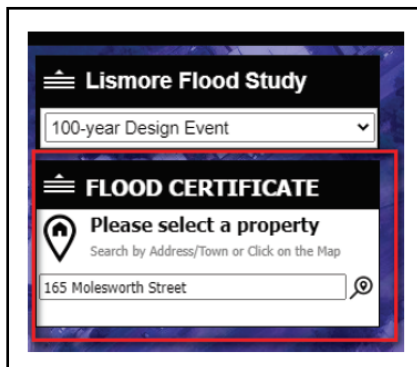 Lismore Flood Study
100-year Design Event
FLOOD CERTIFICATE
Please select a property
Search by Address/Town or Click on the Map
165 Molesworth Street